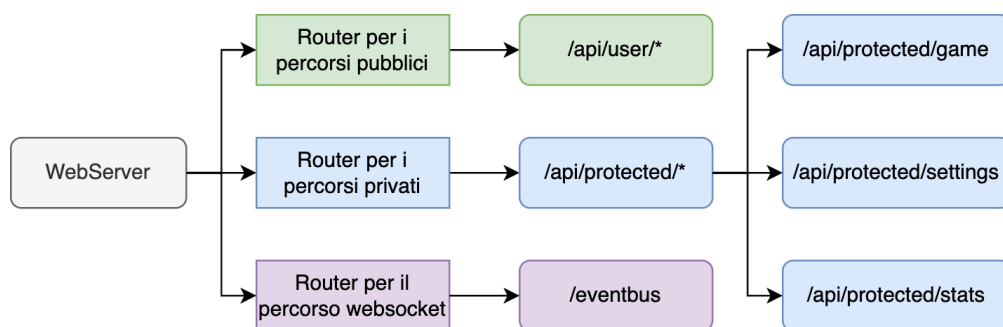 Router per i
percorsi pubblici
/api/user/*
/api/protected/game
WebServer
Router per i
percorsi privati
/api/protected/*
/api/protected/settings
Router per il
percorso websocket
/eventbus
/api/protected/stats